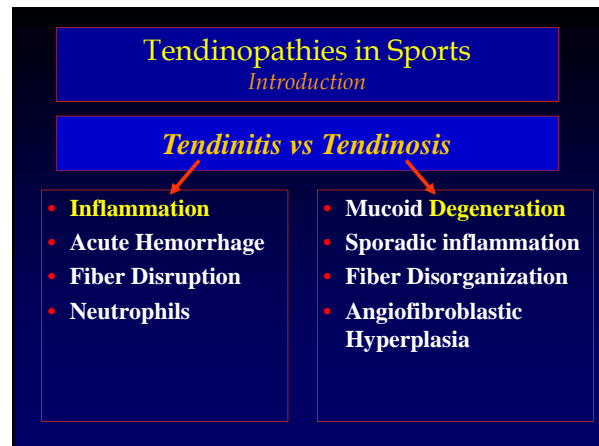 Tendinopathies in Sports
Introduction
Tendinitis vs Tendinosis
• Inflammation
• Acute Hemorrhage
• Fiber Disruption
• Neutrophils
• Mucoid Degeneration
• Sporadic inflammation
• Fiber Disorganization
• Angiofibroblastic
Hyperplasia